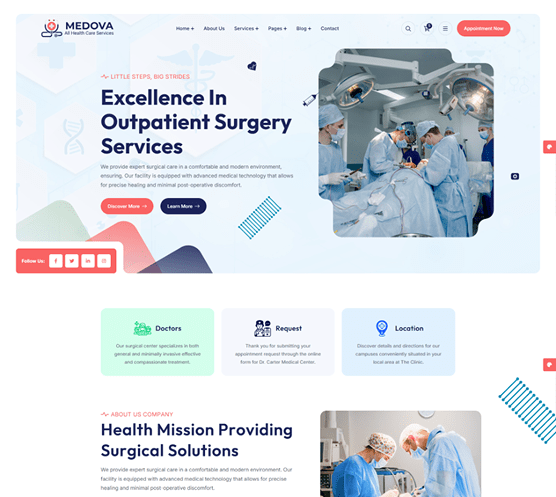 MEDOVA
All Health Care Services
Home + About Us Services + Pages + Blog + Contact
Appointment Now
LITTLE STEPS, BIG STRIDES
Excellence In
Outpatient Surgery
Services
We provide expert surgical care in a comfortable and modern environment,
ensuring. Our facility is equipped with advanced medical technology that allows
for precise healing and minimal post-operative discomfort.
Discover More →
Learn More →
Follow Us:
Doctors
Our surgical center specializes in both
general and minimally invasive effective
and compassionate treatment.
Request
Thank you for submitting your
appointment request through the online
form for Dr. Carter Medical Center.
Location
Discover details and directions for our
campuses conveniently situated in your
local area at The Clinic.
ABOUT US COMPANY
Health Mission Providing
Surgical Solutions
We provide expert surgical care in a comfortable and modern environment. Our
facility is equipped with advanced medical technology that allows for precise
healing and minimal post-operative discomfort.